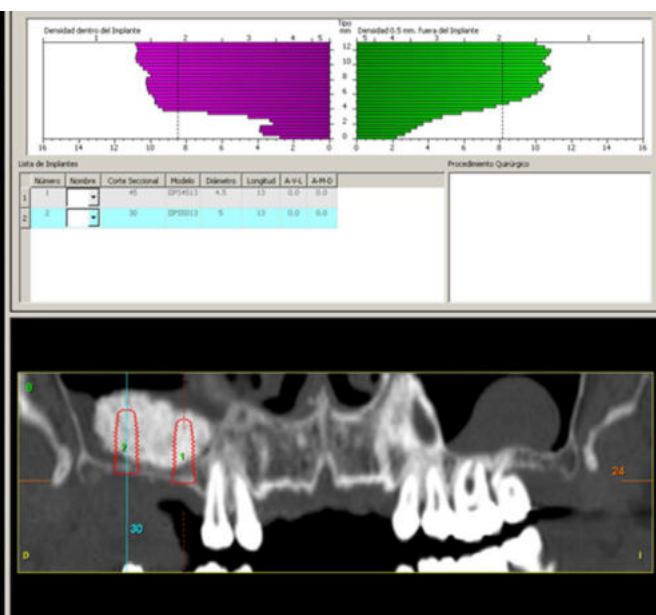 Tipo
Densidad dentro del Implante mm Densidad 0.5 mm. fuera del Implante
1 2 3 4 5 12 5 4 3 2 1
10
8
6
4
2
0
16 14 12 10 8 6 4 2 0 0 2 4 6 8 10 12 14 16
Lista de Implantes Procedimiento Quirúrgico
Número Nombre Corte Seccional Modelo Diámetro Longitud A-V-L A-M-D
1 1 45 4.5 13 0.0 0.0
2 2 30 5 13 0.0 0.0
1
24
30
D I